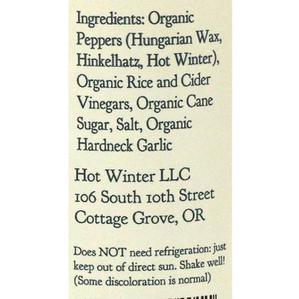 Ingredients: Organic
Peppers (Hungarian Wax,
Hinkelhatz, Hot Winter),
Organic Rice and Cider
Vinegars, Organic Cane
Sugar, Salt, Organic
Hardneck Garlic
Hot Winter LLC
106 South 10th Street
Cottage Grove, OR
Does NOT need refrigeration: just
keep out of direct sun. Shake well!
(Some discoloration is normal)